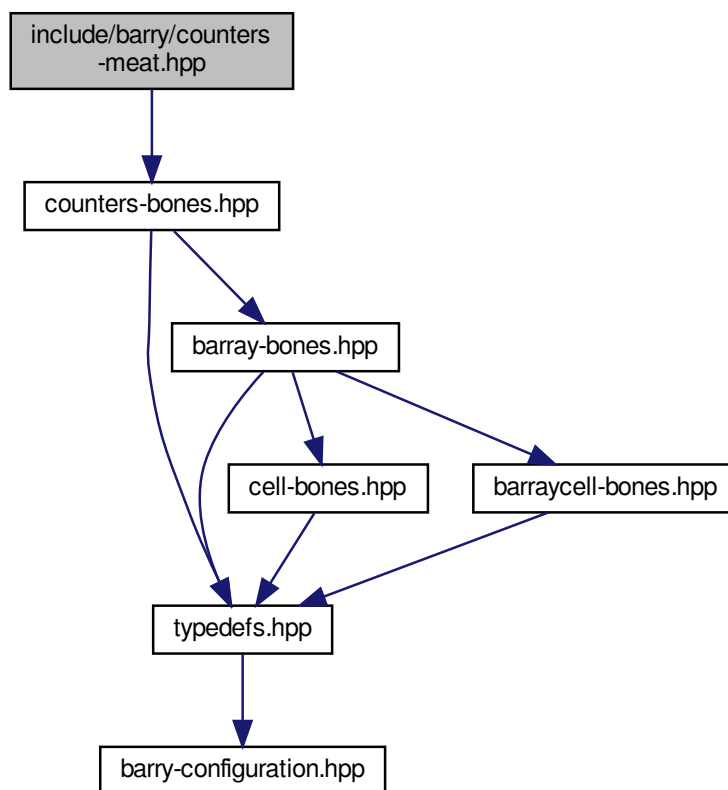 include/barry/counters
-meat.hpp
counters-bones.hpp
barray-bones.hpp
cell-bones.hpp
barraycell-bones.hpp
typedefs.hpp
barry-configuration.hpp